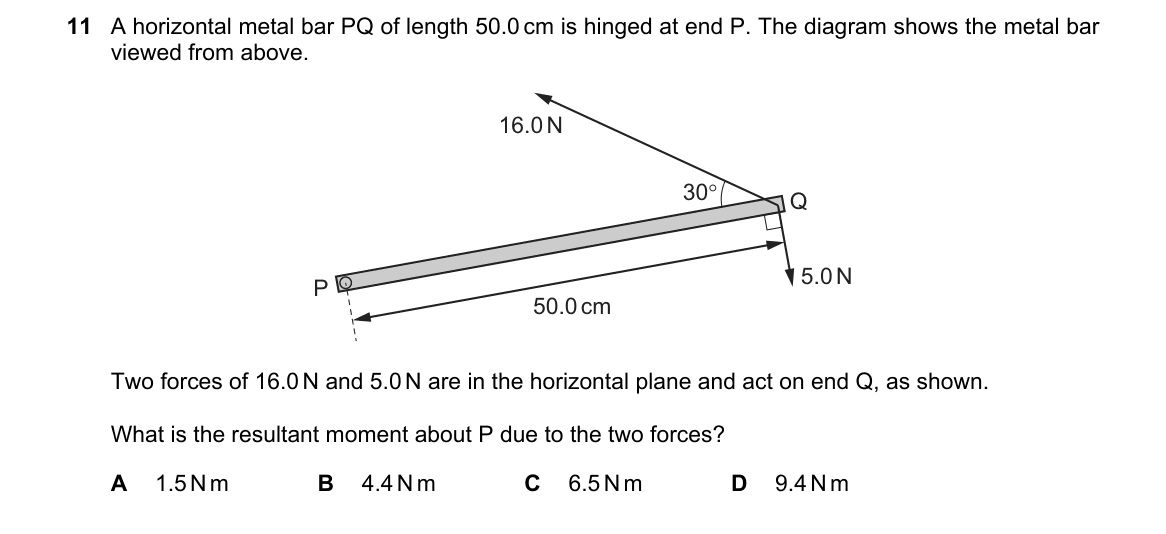 11 A horizontal metal bar PQ of length 50.0 cm is hinged at end P. The diagram shows the metal bar
viewed from above.
16.0 N
30°
Q
P
5.0 N
50.0 cm
Two forces of 16.0 N and 5.0 N are in the horizontal plane and act on end Q, as shown.
What is the resultant moment about P due to the two forces?
A 1.5 N m B 4.4 N m C 6.5 N m D 9.4 N m